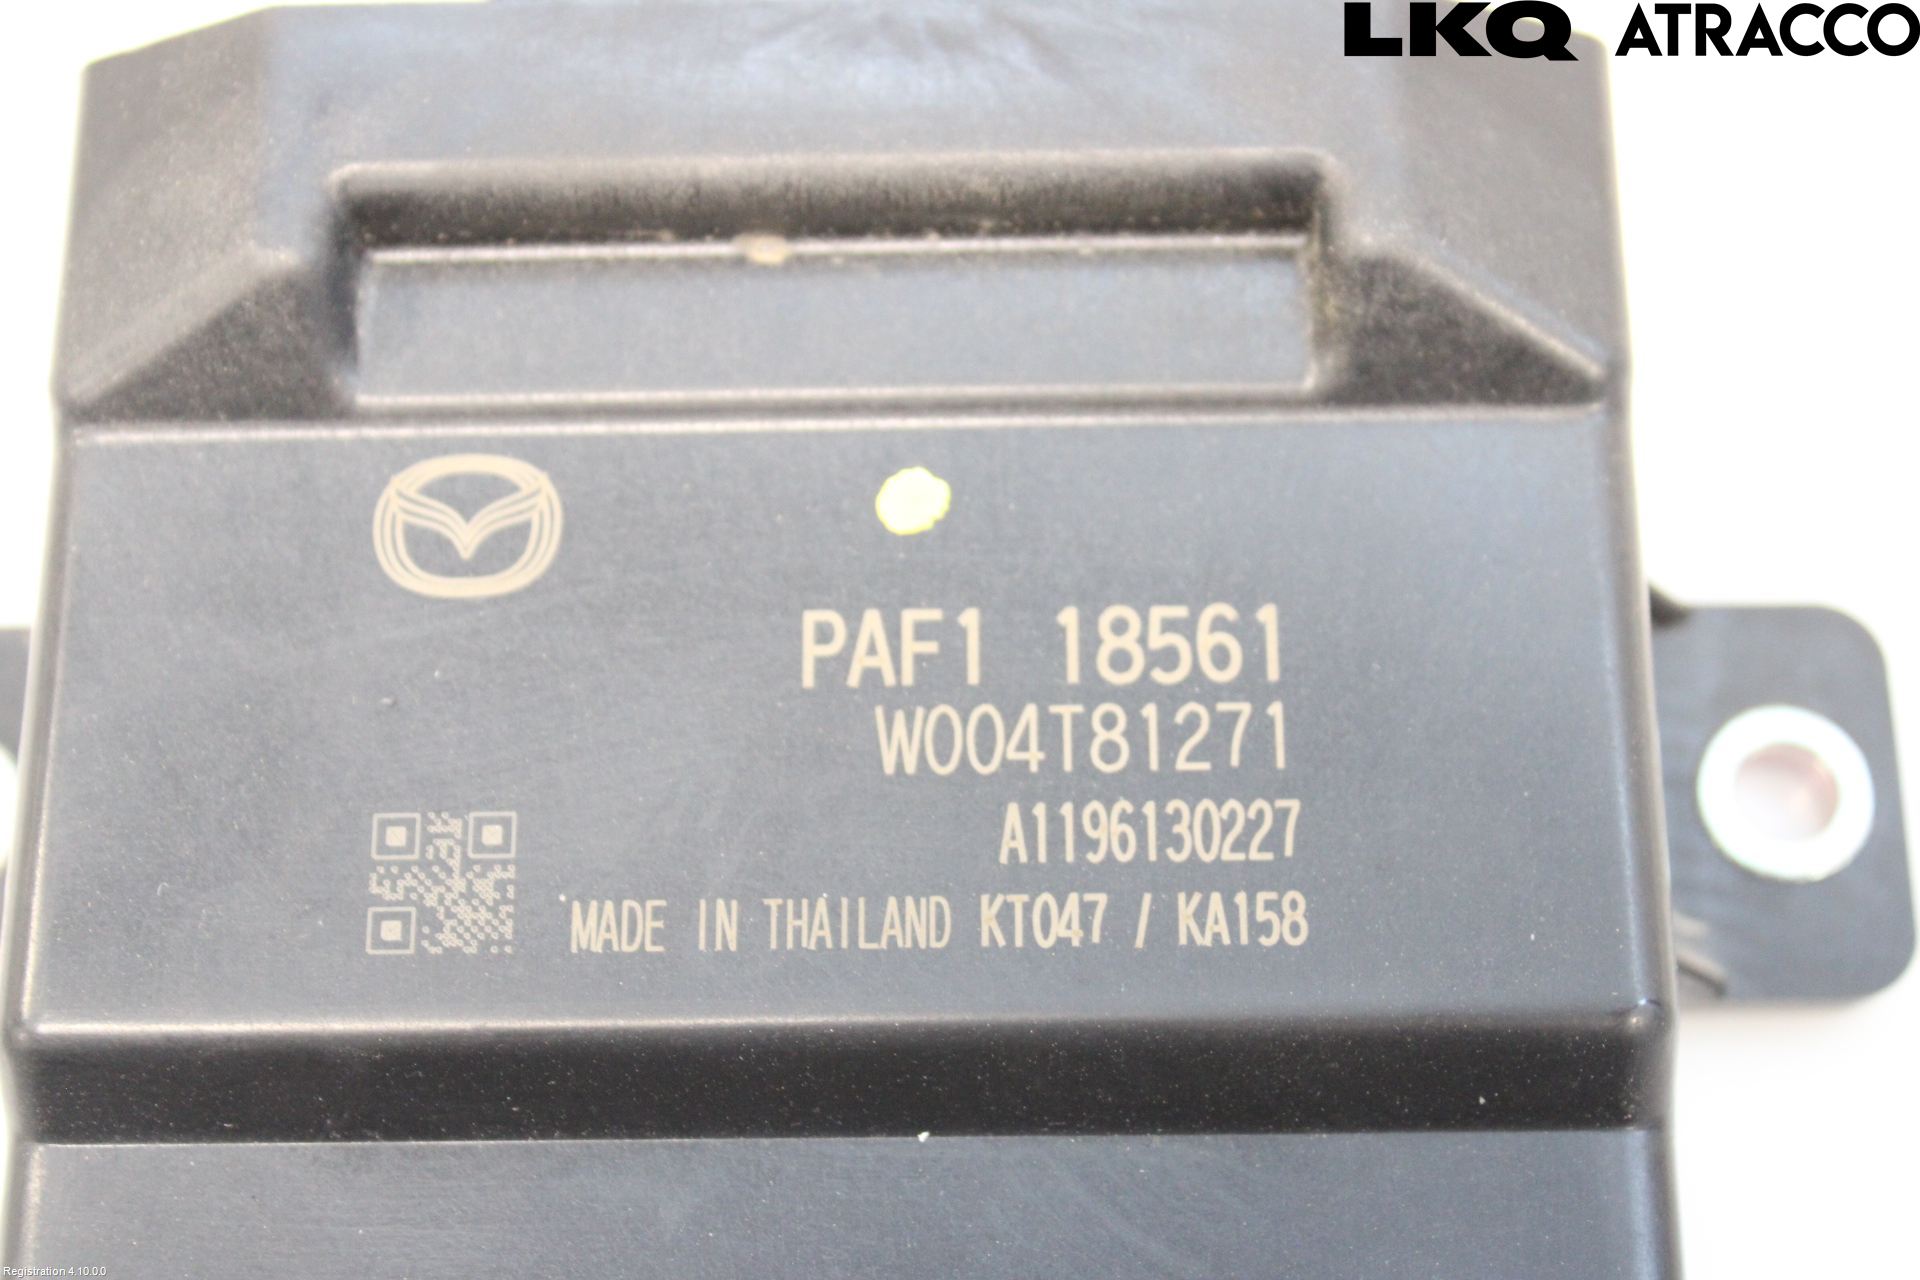 LKQ ATRACCO
PAF1 18561
W004T81271
A1196130227
MADE IN THAILAND KT047 / KA158
Registration 4.10.0.0